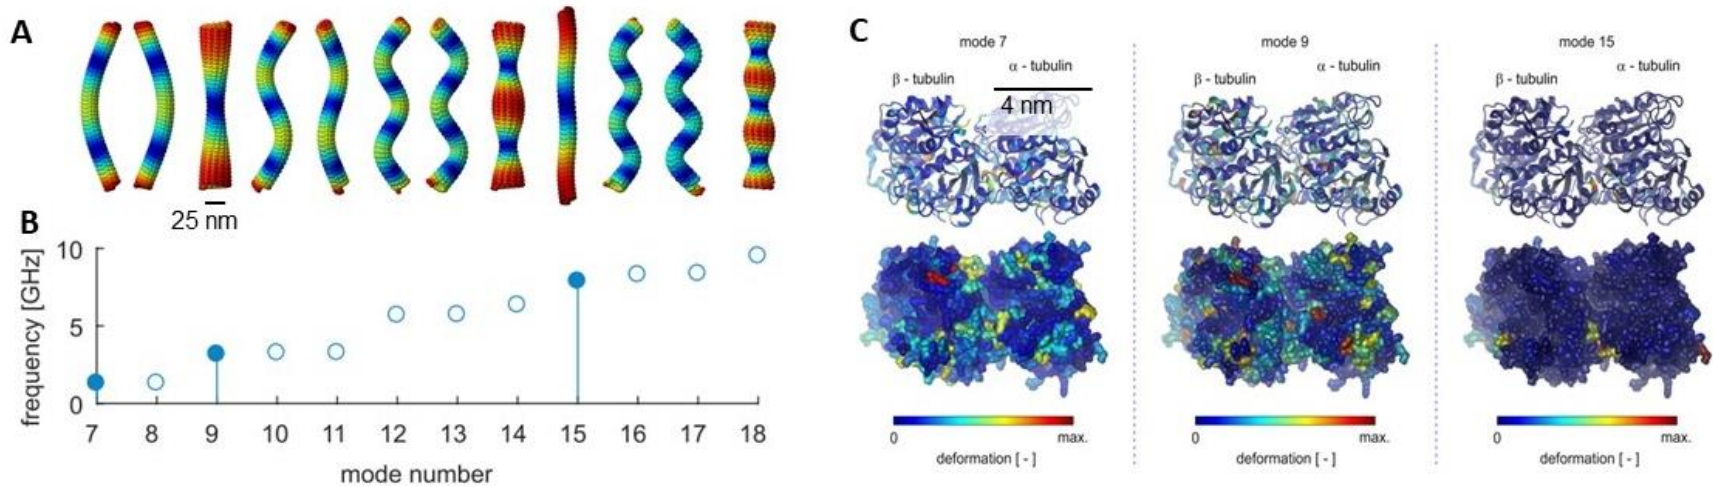 A
25 nm
B
frequency [GHz]
10
5
0
7 8 9 10 11 12 13 14 15 16 17 18
mode number
C
mode 7
β - tubulin
α - tubulin
4 nm
0 max.
deformation [ - ]
mode 9
β - tubulin
α - tubulin
0 max.
deformation [ - ]
mode 15
β - tubulin
α - tubulin
0 max.
deformation [ - ]